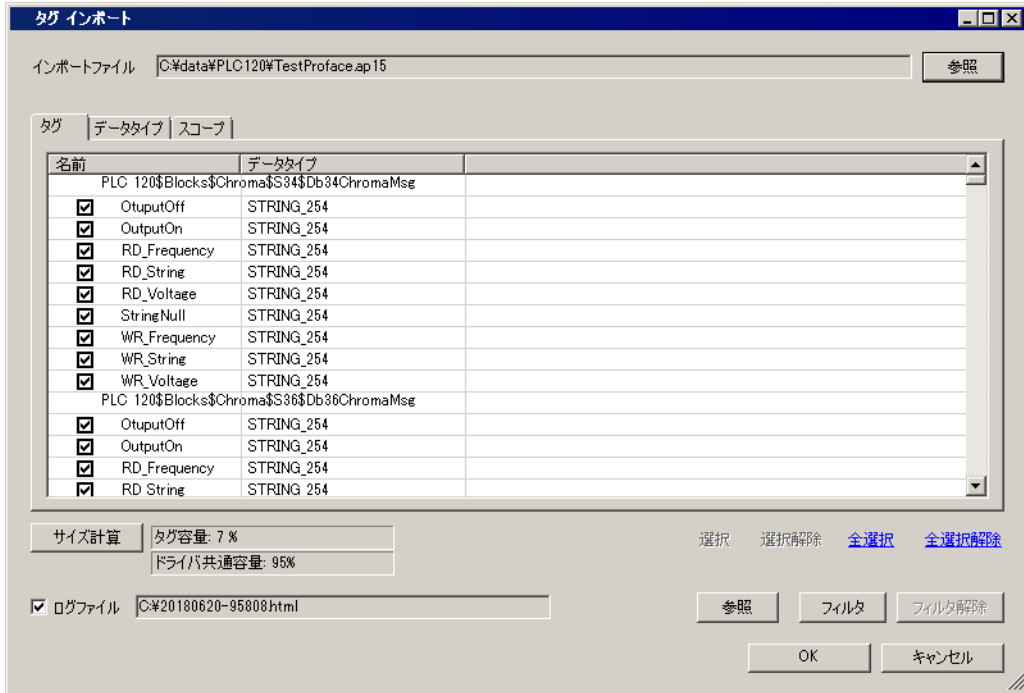 タグ インポート
インポートファイル C:¥data¥PLC120¥TestProface.ap15 参照
タグ データタイプ スコープ
名前 データタイプ
PLC 120$Blocks$Chroma$S34$Db34ChromaMsg
OtuputOff STRING_254
OutputOn STRING_254
RD_Frequency STRING_254
RD_String STRING_254
RD_Voltage STRING_254
StringNull STRING_254
WR_Frequency STRING_254
WR_String STRING_254
WR_Voltage STRING_254
PLC 120$Blocks$Chroma$S36$Db36ChromaMsg
OtuputOff STRING_254
OutputOn STRING_254
RD_Frequency STRING_254
RD String STRING 254
サイズ計算 タグ容量: 7 % 選択 選択解除 全選択 全選択解除
ドライバ共通容量: 95%
ログファイル C:¥20180620-95808.html 参照 フィルタ フィルタ解除
OK キャンセル